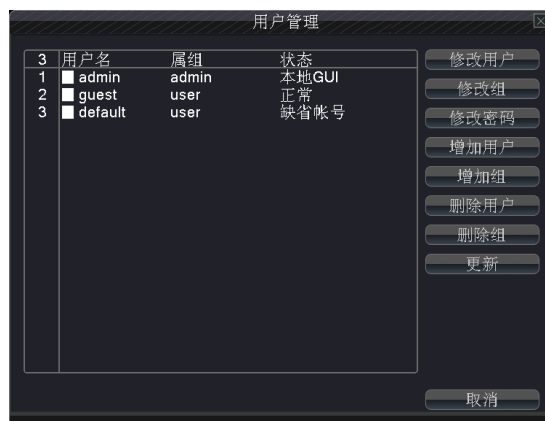 用户管理
3 用户名 属组 状态
1 admin admin 本地GUI
2 guest user 正常
3 default user 缺省帐号
修改用户
修改组
修改密码
增加用户
增加组
删除用户
删除组
更新
取消